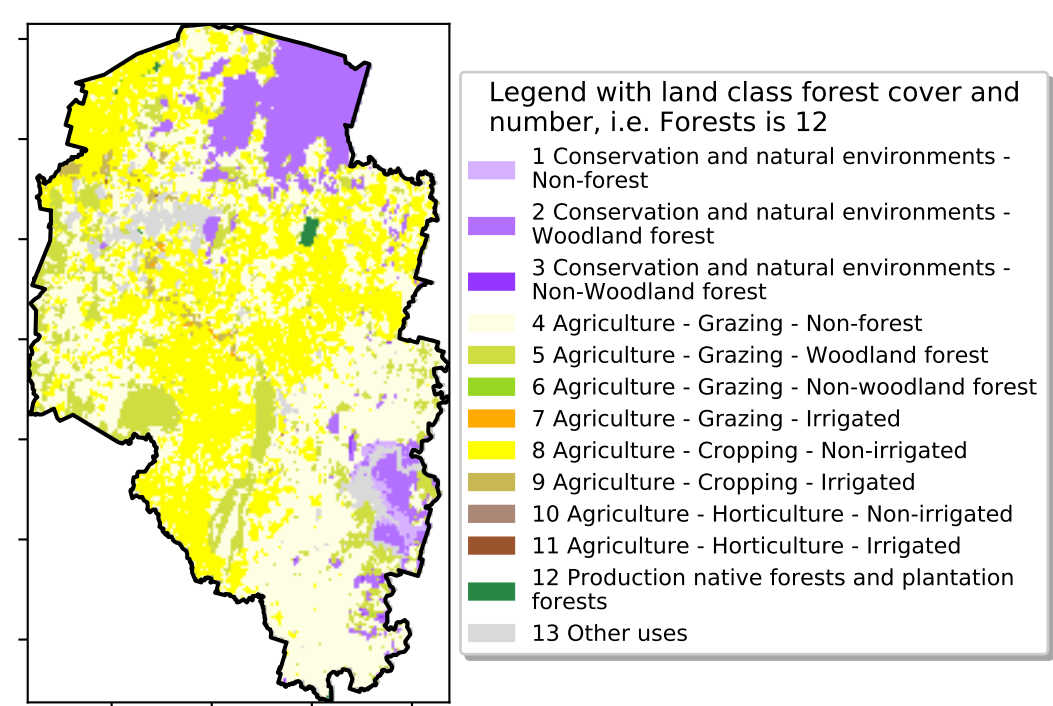 Legend with land class forest cover and
number, i.e. Forests is 12
1 Conservation and natural environments -
Non-forest
2 Conservation and natural environments -
Woodland forest
3 Conservation and natural environments -
Non-Woodland forest
4 Agriculture - Grazing - Non-forest
5 Agriculture - Grazing - Woodland forest
6 Agriculture - Grazing - Non-woodland forest
7 Agriculture - Grazing - Irrigated
8 Agriculture - Cropping - Non-irrigated
9 Agriculture - Cropping - Irrigated
10 Agriculture - Horticulture - Non-irrigated
11 Agriculture - Horticulture - Irrigated
12 Production native forests and plantation
forests
13 Other uses